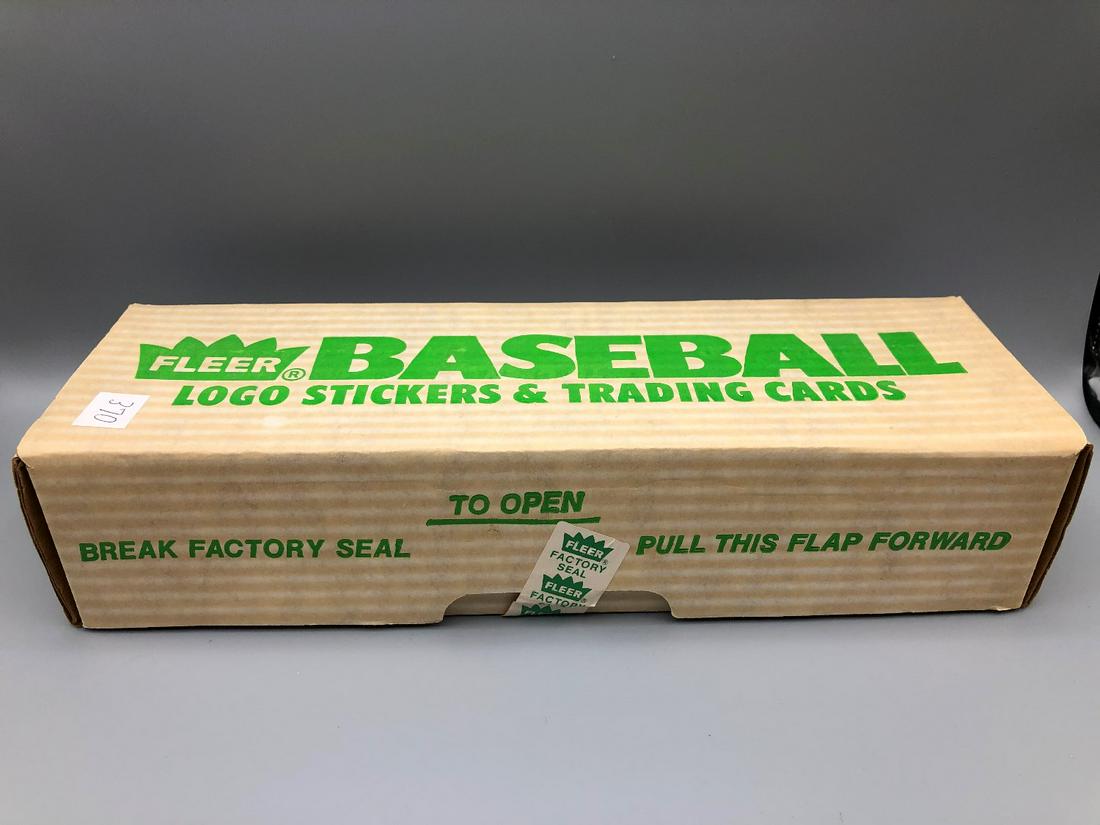 FLEER® BASEBALL
LOGO STICKERS & TRADING CARDS
370
TO OPEN
BREAK FACTORY SEAL
PULL THIS FLAP FORWARD
FLEER®
FACTORY
SEAL
FLEER®
FACTORY